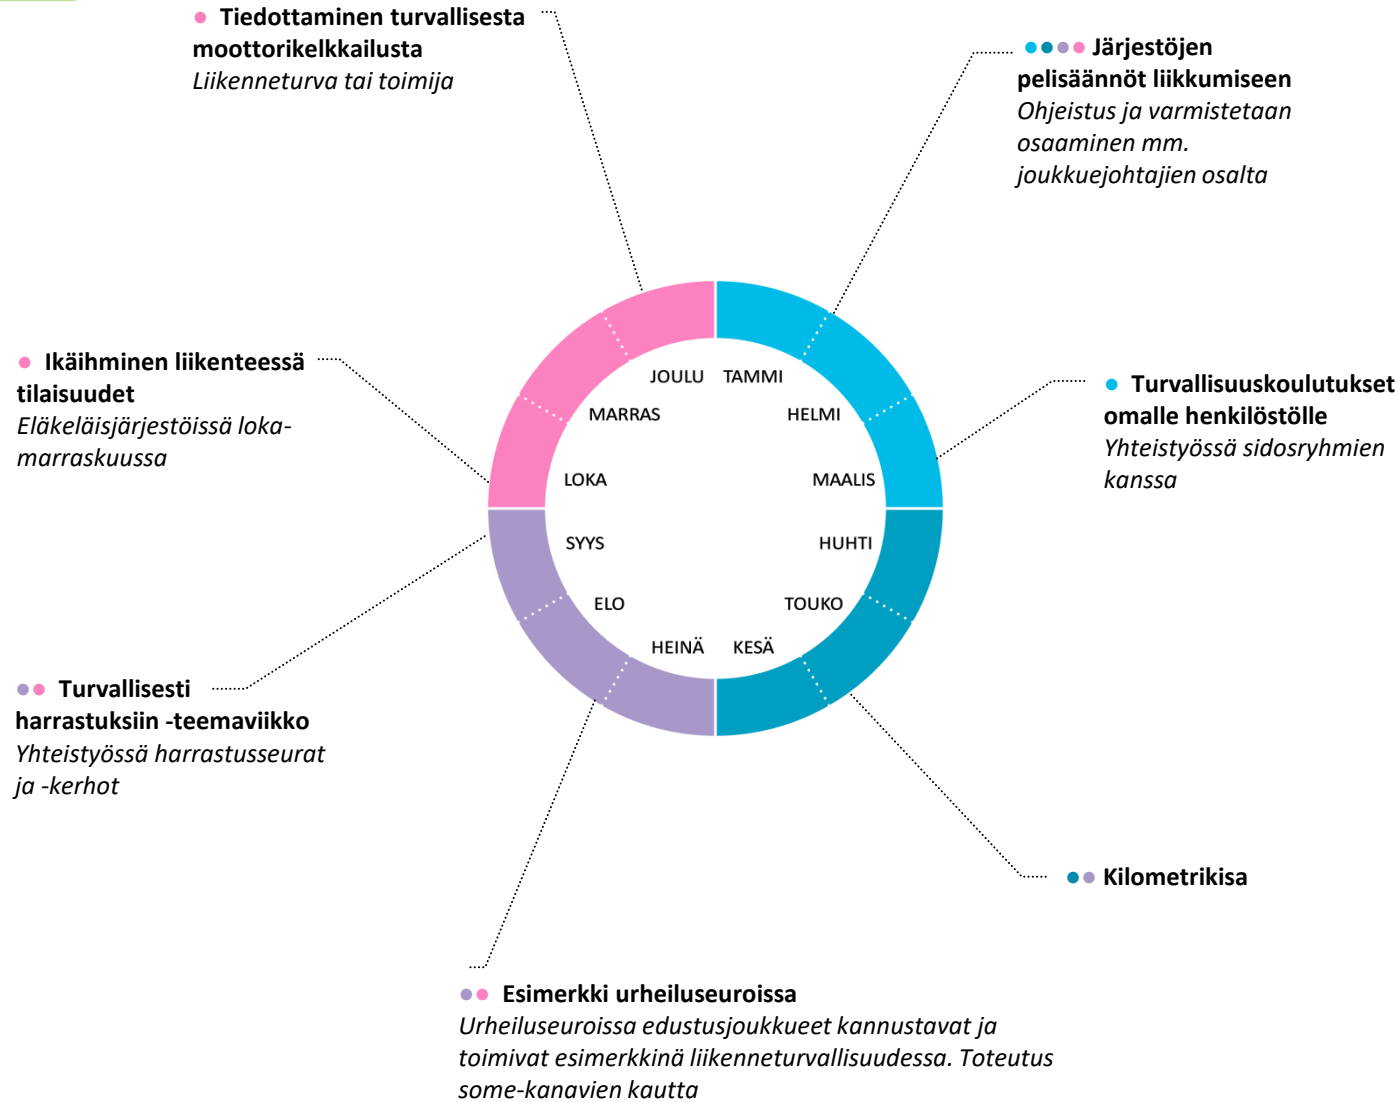 Tiedottaminen turvallisesta
moottorikelkkailusta
Liikenneturva tai toimija
Järjestöjen
pelisäännöt liikkumiseen
Ohjeistus ja varmistetaan
osaaminen mm.
joukkuejohtajien osalta
Ikäihminen liikenteessä
tilaisuudet
Eläkeläisjärjestöissä loka-
marraskuussa
Turvallisuuskoulutukset
omalle henkilöstölle
Yhteistyössä sidosryhmien
kanssa
JOULU TAMMI
MARRAS HELMI
LOKA MAALIS
SYYS HUHTI
ELO TOUKO
HEINÄ KESÄ
Turvallisesti
harrastuksiin -teemaviikko
Yhteistyössä harrastusseurat
ja -kerhot
Kilometrikisa
Esimerkki urheiluseuroissa
Urheiluseuroissa edustusjoukkueet kannustavat ja
toimivat esimerkkinä liikenneturvallisuudessa. Toteutus
some-kanavien kautta